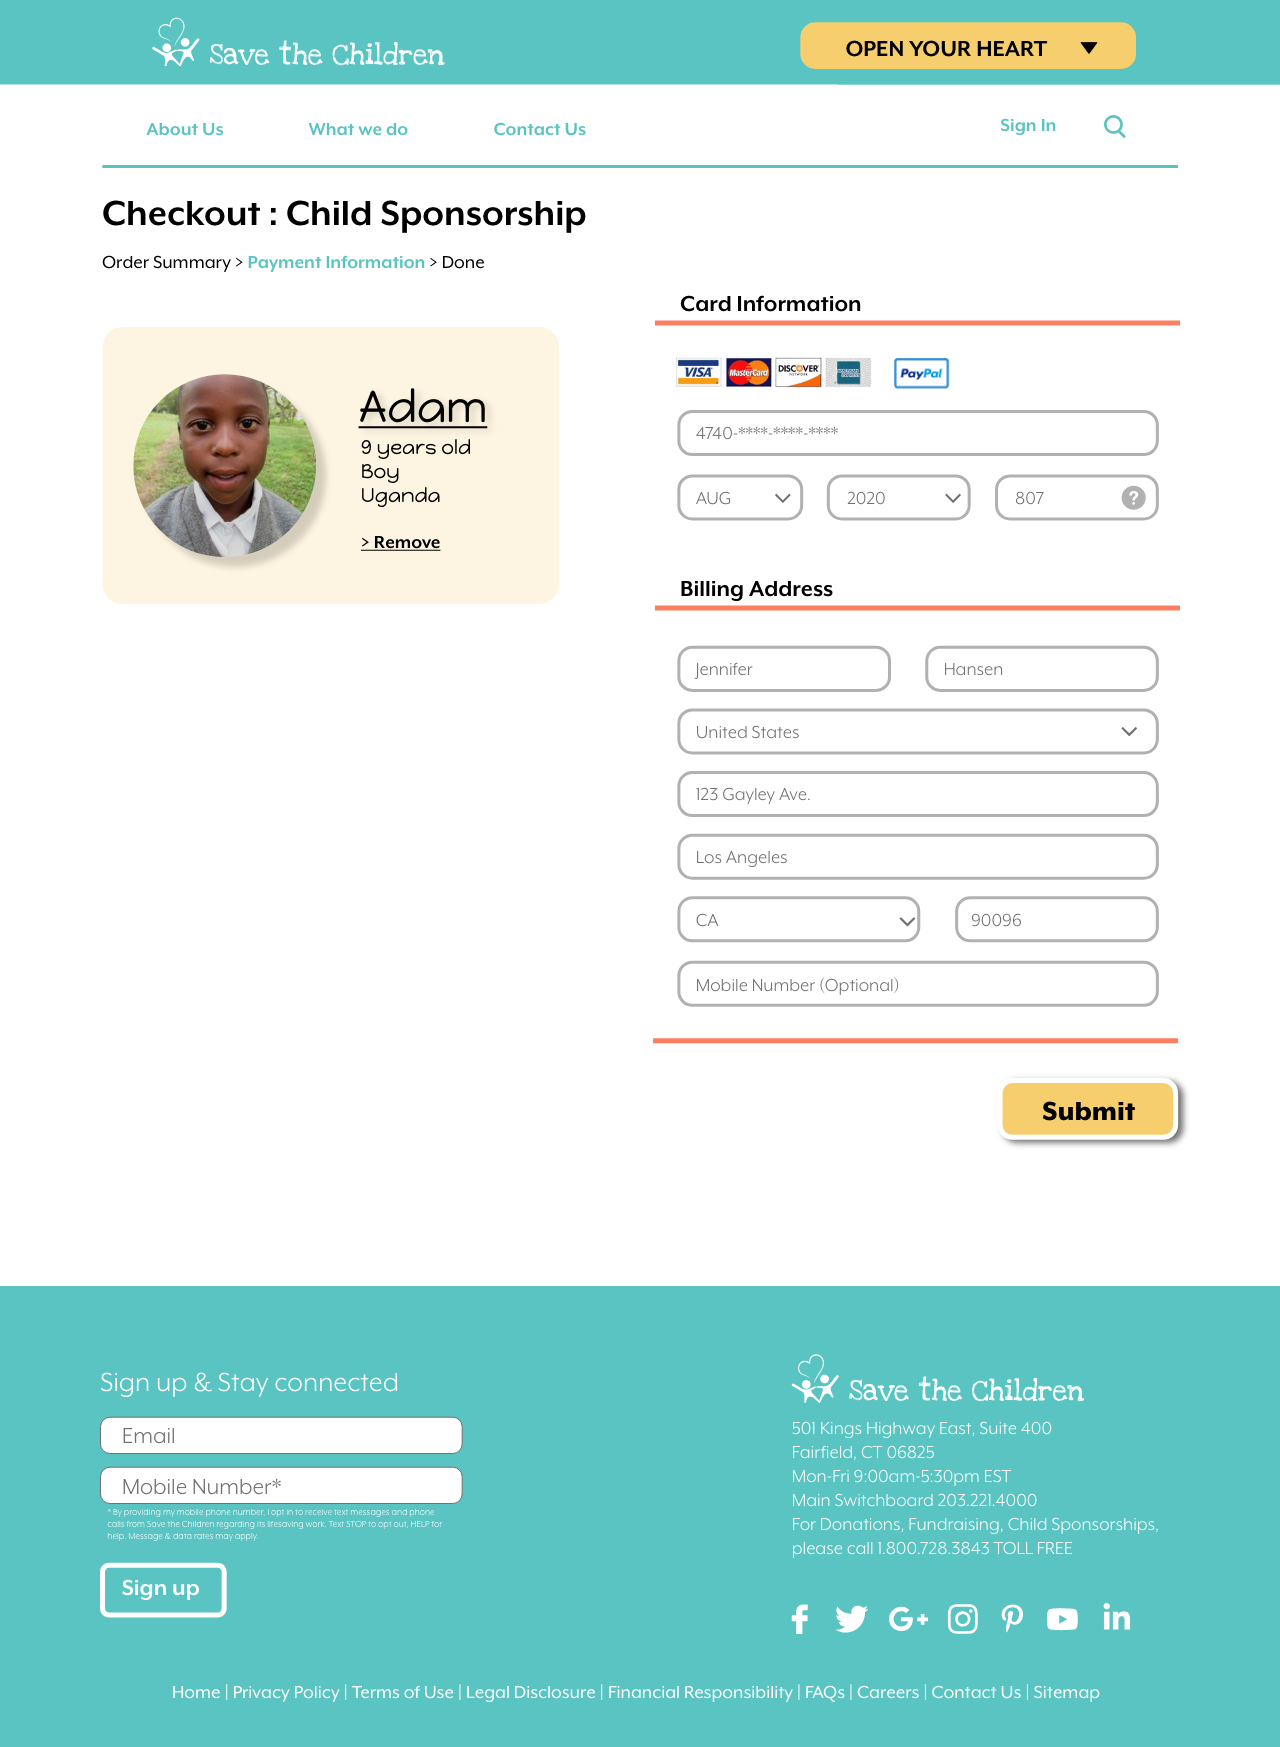 Save the Children
OPEN YOUR HEART
About Us
What we do
Contact Us
Sign In
Checkout : Child Sponsorship
Order Summary > Payment Information > Done
Adam
9 years old
Boy
Uganda
> Remove
Card Information
VISA
MasterCard
DISCOVER
NETWORK
AMERICAN EXPRESS
PayPal
4740-****-****-****
AUG
2020
807
?
Billing Address
Jennifer
Hansen
United States
123 Gayley Ave.
Los Angeles
CA
90096
Mobile Number (Optional)
Submit
Sign up & Stay connected
Email
Mobile Number*
* By providing my mobile phone number, I opt in to receive text messages and phone
calls from Save the Children regarding its lifesaving work. Text STOP to opt out, HELP for
help. Message & data rates may apply.
Sign up
Save the Children
501 Kings Highway East, Suite 400
Fairfield, CT 06825
Mon-Fri 9:00am-5:30pm EST
Main Switchboard 203.221.4000
For Donations, Fundraising, Child Sponsorships,
please call 1.800.728.3843 TOLL FREE
Home | Privacy Policy | Terms of Use | Legal Disclosure | Financial Responsibility | FAQs | Careers | Contact Us | Sitemap